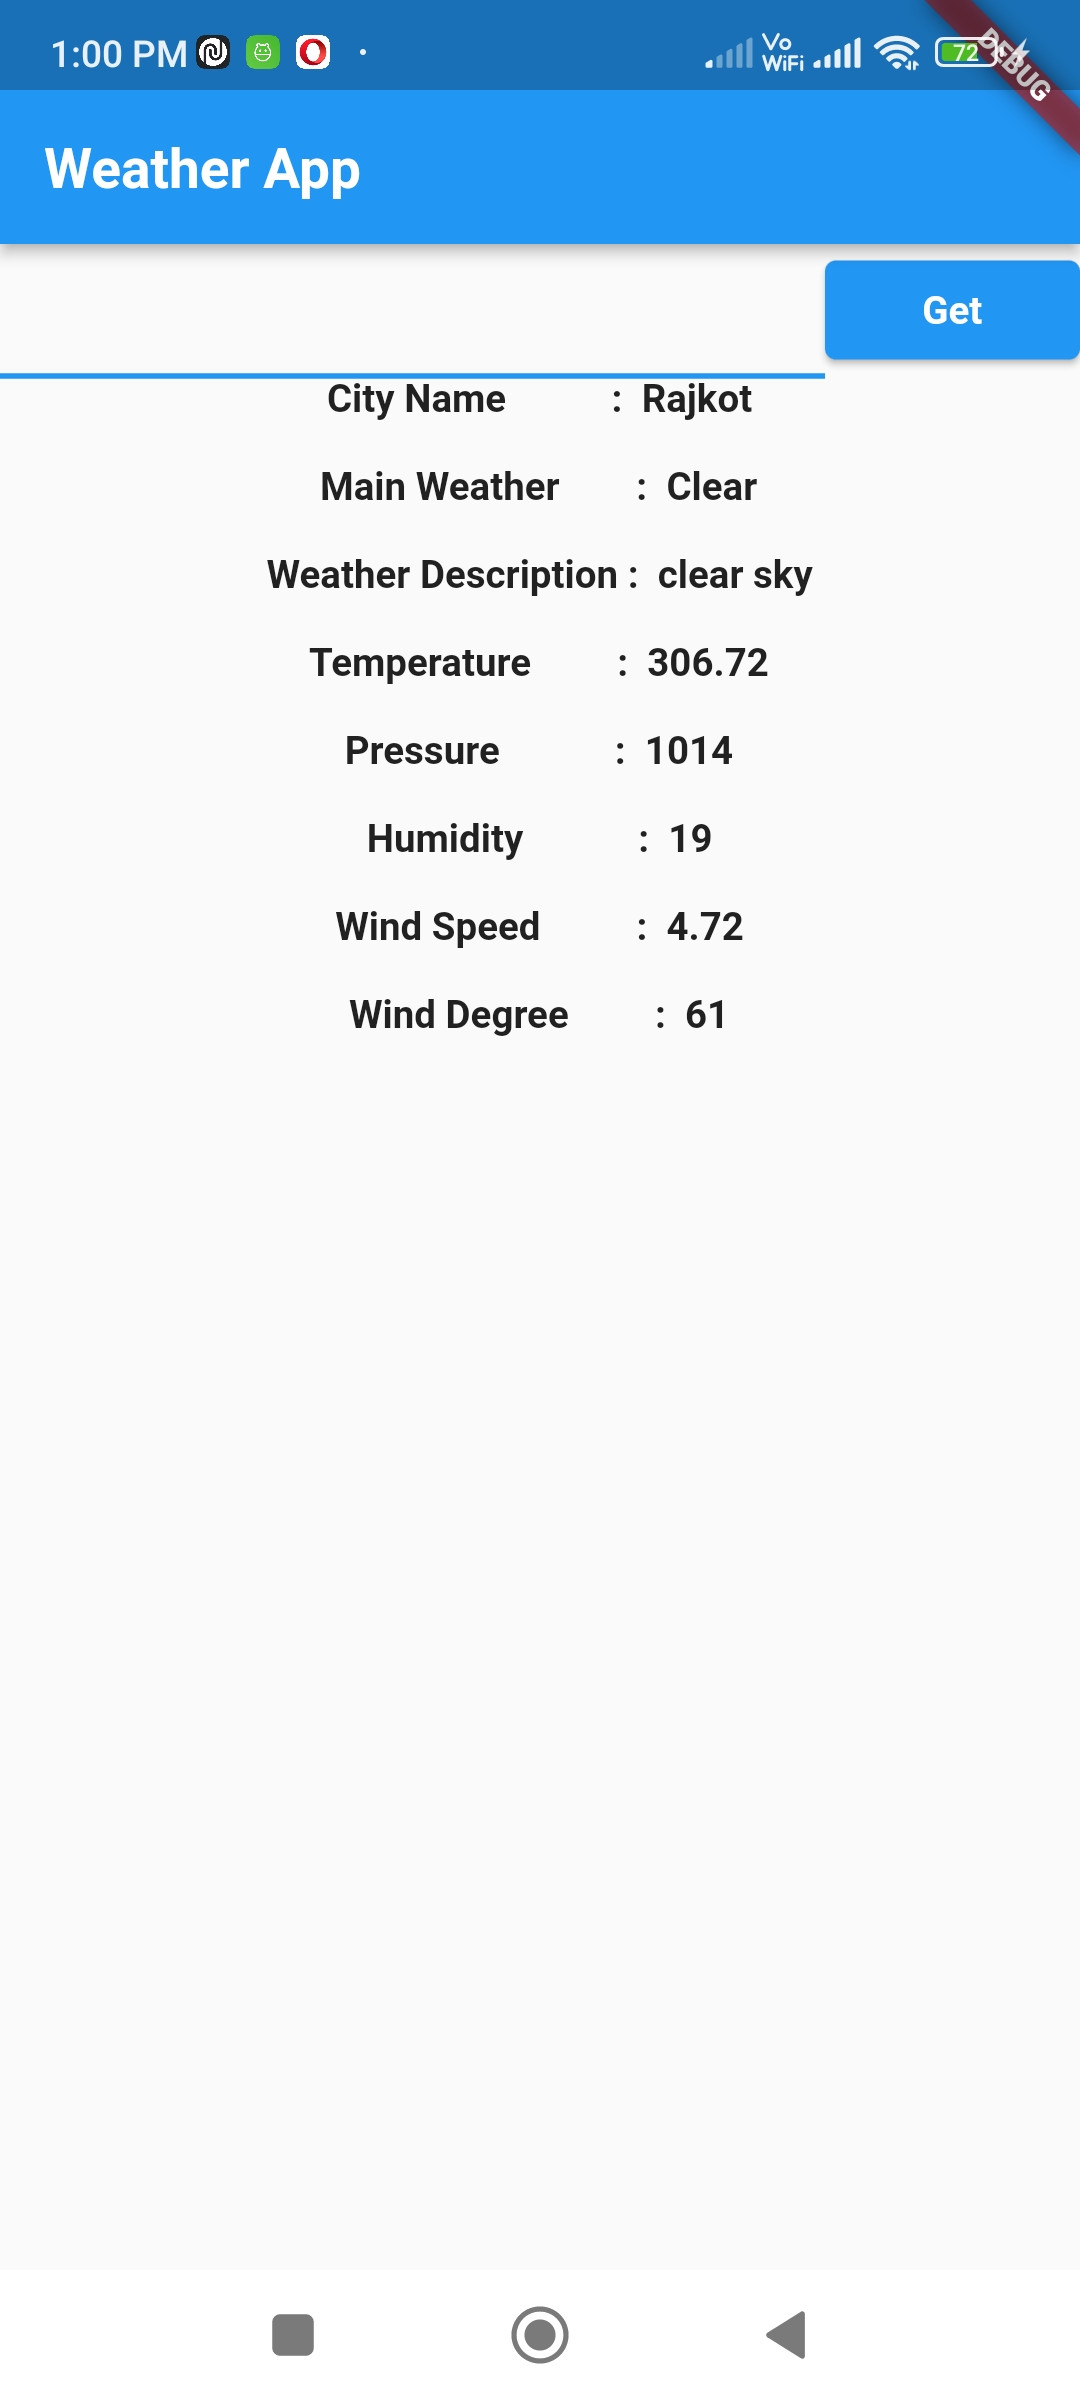 1:00 PM
Vo
WiFi
72
DEBUG
Weather App
Get
City Name : Rajkot
Main Weather : Clear
Weather Description : clear sky
Temperature : 306.72
Pressure : 1014
Humidity : 19
Wind Speed : 4.72
Wind Degree : 61